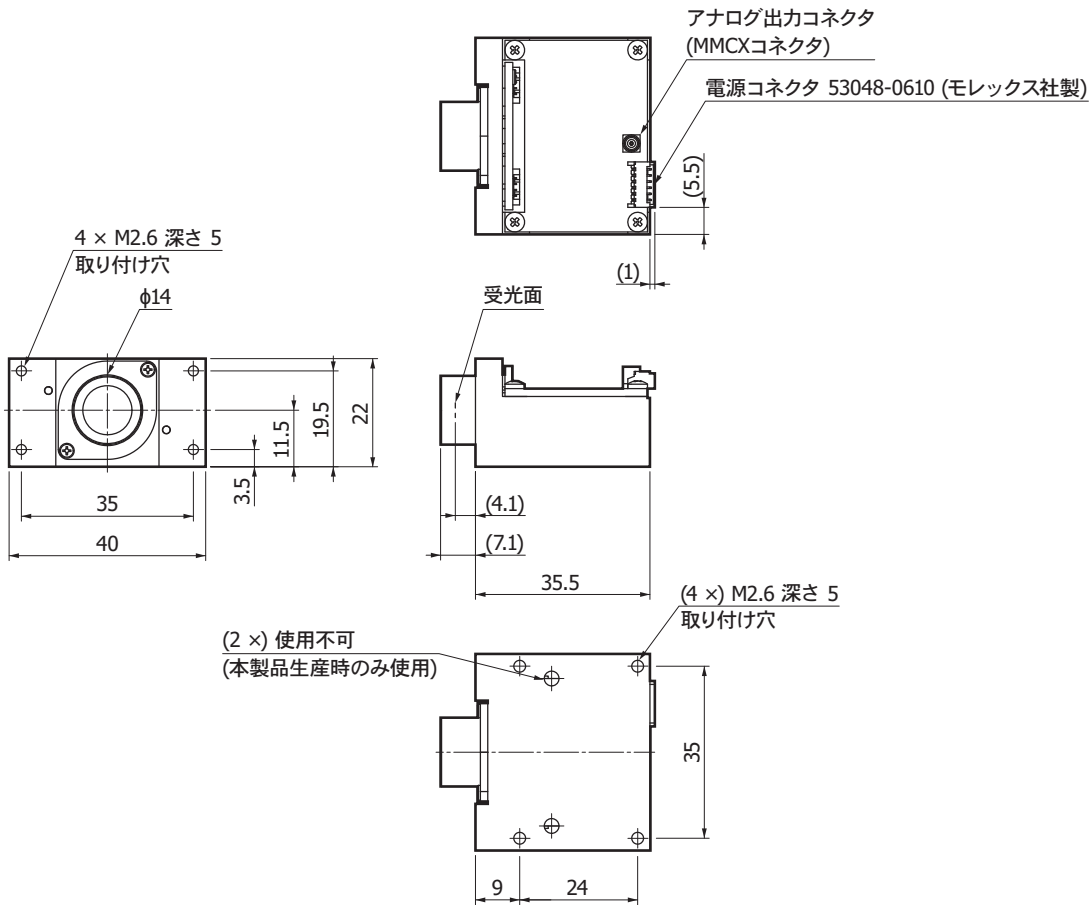 アナログ出力コネクタ
(MMCXコネクタ)
電源コネクタ 53048-0610 (モレックス社製)
(5.5)
(1)
4 × M2.6 深さ 5
取り付け穴
ϕ14
受光面
3.5
11.5
19.5
22
35
40
(4.1)
(7.1)
35.5
(4 ×) M2.6 深さ 5
取り付け穴
(2 ×) 使用不可
(本製品生産時のみ使用)
35
9
24